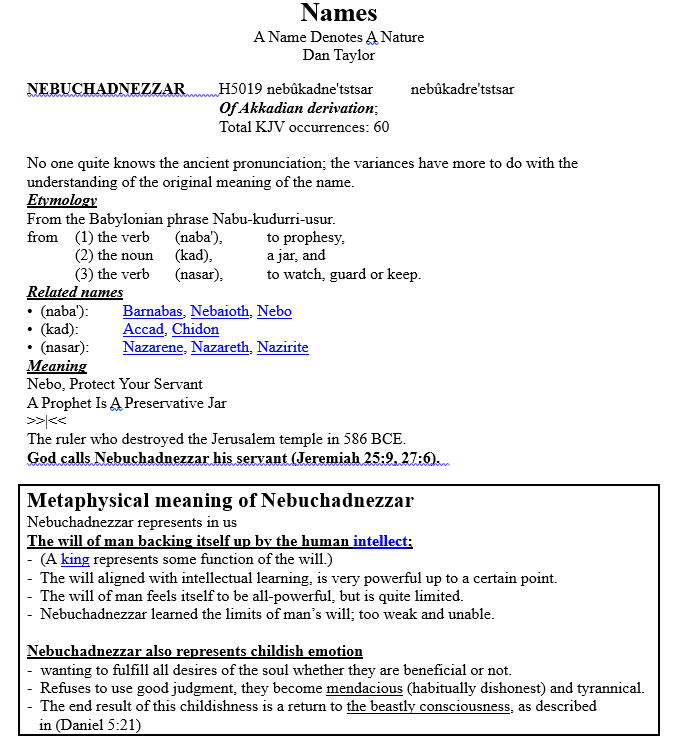 Names
A Name Denotes A Nature
Dan Taylor
NEBUCHADNEZZAR H5019 nebûkadne'tstsar nebûkadre'tstsar
Of Akkadian derivation;
Total KJV occurrences: 60
No one quite knows the ancient pronunciation; the variances have more to do with the
understanding of the original meaning of the name.
Etymology
From the Babylonian phrase Nabu-kudurri-usur.
from (1) the verb (naba'), to prophesy,
(2) the noun (kad), a jar, and
(3) the verb (nasar), to watch, guard or keep.
Related names
• (naba'): Barnabas, Nebaioth, Nebo
• (kad): Accad, Chidon
• (nasar): Nazarene, Nazareth, Nazirite
Meaning
Nebo, Protect Your Servant
A Prophet Is A Preservative Jar
>>|<<
The ruler who destroyed the Jerusalem temple in 586 BCE.
God calls Nebuchadnezzar his servant (Jeremiah 25:9, 27:6).
Metaphysical meaning of Nebuchadnezzar
Nebuchadnezzar represents in us
The will of man backing itself up by the human intellect;
- (A king represents some function of the will.)
- The will aligned with intellectual learning, is very powerful up to a certain point.
- The will of man feels itself to be all-powerful, but is quite limited.
- Nebuchadnezzar learned the limits of man's will; too weak and unable.
Nebuchadnezzar also represents childish emotion
- wanting to fulfill all desires of the soul whether they are beneficial or not.
- Refuses to use good judgment, they become mendacious (habitually dishonest) and tyrannical.
- The end result of this childishness is a return to the beastly consciousness, as described
in (Daniel 5:21)